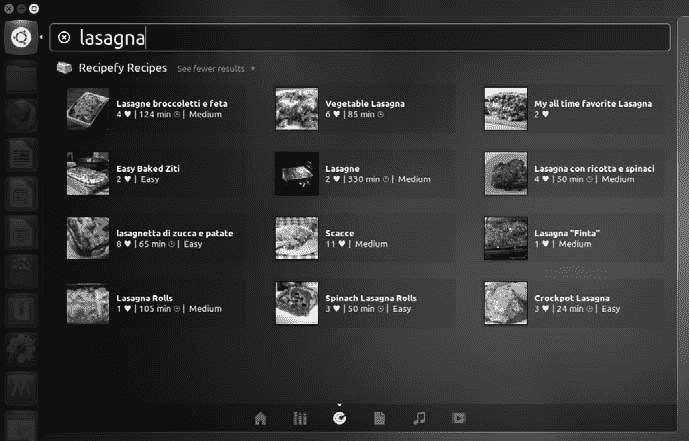 lasagna
Recipefy Recipes See fewer results
Lasagne broccoletti e feta
4 ♥ | 124 min | Medium
Vegetable Lasagna
6 ♥ | 85 min
My all time favorite Lasagna
2 ♥
Easy Baked Ziti
2 ♥ | Easy
Lasagne
2 ♥ | 330 min | Medium
Lasagna con ricotta e spinaci
4 ♥ | 50 min | Medium
lasagnetta di zucca e patate
8 ♥ | 65 min | Easy
Scacce
11 ♥ | Medium
Lasagna "Finta"
1 ♥ | Medium
Lasagna Rolls
1 ♥ | 105 min | Medium
Spinach Lasagna Rolls
3 ♥ | 50 min | Easy
Crockpot Lasagna
3 ♥ | 24 min | Easy